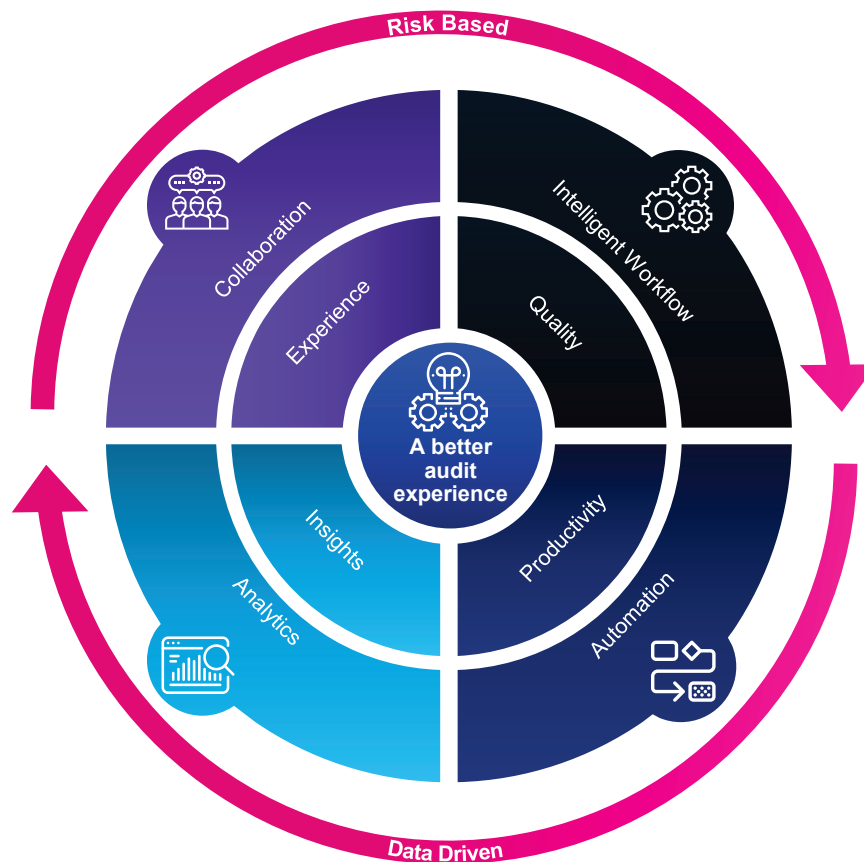 Risk Based
Collaboration
Intelligent Workflow
Experience
Quality
A better
audit
experience
Insights
Productivity
Analytics
Automation
Data Driven